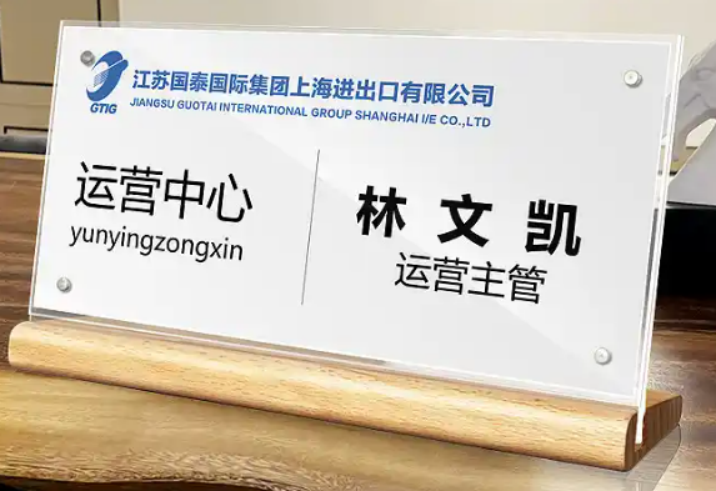 江苏国泰国际集团上海进出口有限公司
GTIG
JIANGSU GUOTAI INTERNATIONAL GROUP SHANGHAI I/E CO.,LTD
运营中心
yunyingzongxin
林文凯
运营主管